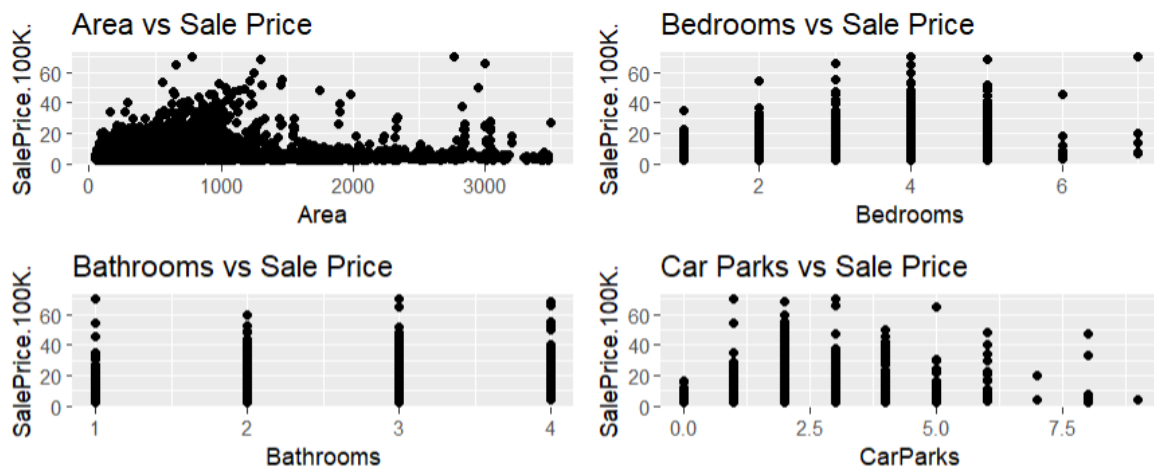 Area vs Sale Price
SalePrice.100K.
60
40
20
0
0 1000 2000 3000
Area
Bedrooms vs Sale Price
SalePrice.100K.
60
40
20
0
2 4 6
Bedrooms
Bathrooms vs Sale Price
SalePrice.100K.
60
40
20
0
1 2 3 4
Bathrooms
Car Parks vs Sale Price
SalePrice.100K.
60
40
20
0
0.0 2.5 5.0 7.5
CarParks